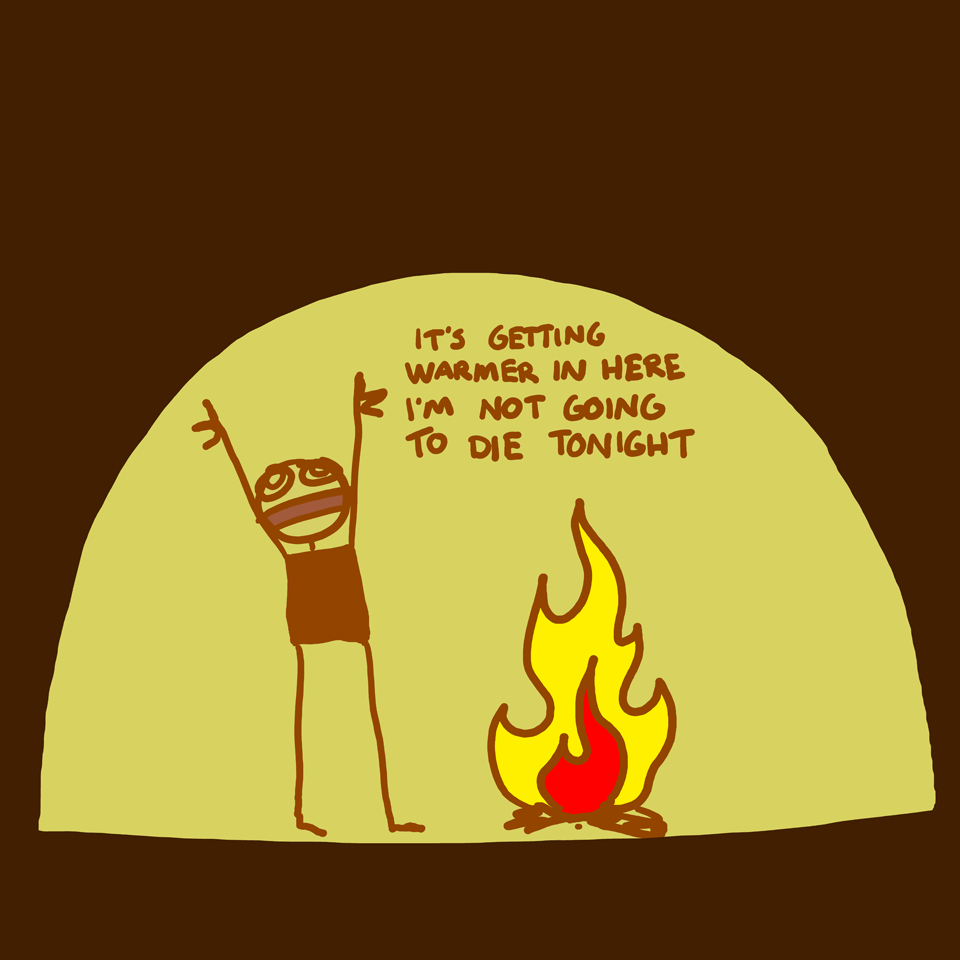 IT'S GETTING
WARMER IN HERE
I'M NOT GOING
TO DIE TONIGHT